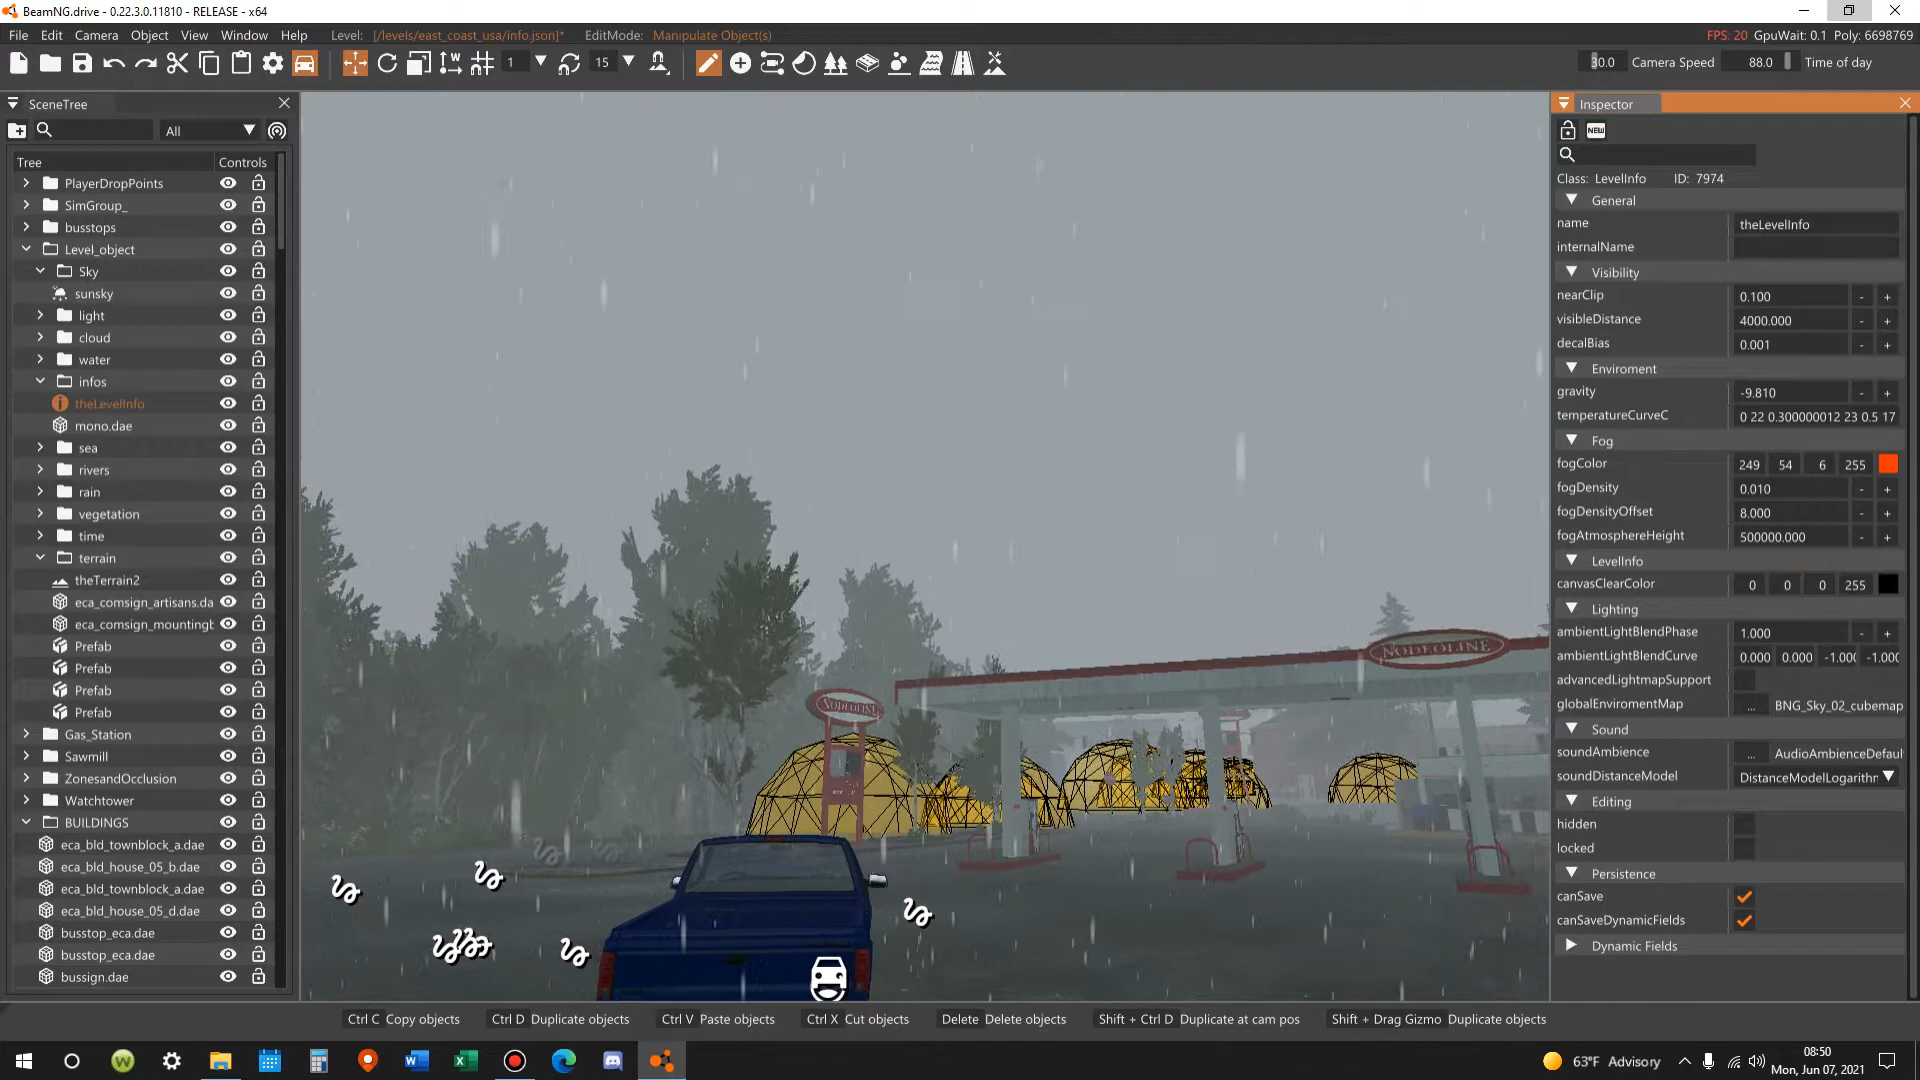 BeamNG.drive - 0.22.3.0.11810 - RELEASE - x64
File Edit Camera Object View Window Help Level: [/levels/east_coast_usa/info.json]* EditMode: Manipulate Object(s) FPS: 20 GpuWait: 0.1 Poly: 6698769
1 15 30.0 Camera Speed 88.0 Time of day
SceneTree
All
Tree Controls
PlayerDropPoints
SimGroup_
busstops
Level_object
Sky
sunsky
light
cloud
water
infos
theLevelInfo
mono.dae
sea
rivers
rain
vegetation
time
terrain
theTerrain2
eca_comsign_artisans.da
eca_comsign_mountingb
Prefab
Prefab
Prefab
Prefab
Gas_Station
Sawmill
ZonesandOcclusion
Watchtower
BUILDINGS
eca_bld_townblock_a.dae
eca_bld_house_05_b.dae
eca_bld_townblock_a.dae
eca_bld_house_05_d.dae
busstop_eca.dae
busstop_eca.dae
bussign.dae
NODEOLINE
NODEOLINE
Inspector
NEW
Class: LevelInfo ID: 7974
General
name theLevelInfo
internalName
Visibility
nearClip 0.100 - +
visibleDistance 4000.000 - +
decalBias 0.001 - +
Enviroment
gravity -9.810 - +
temperatureCurveC 0 22 0.300000012 23 0.5 17
Fog
fogColor 249 54 6 255
fogDensity 0.010 - +
fogDensityOffset 8.000 - +
fogAtmosphereHeight 500000.000 - +
LevelInfo
canvasClearColor 0 0 0 255
Lighting
ambientLightBlendPhase 1.000 - +
ambientLightBlendCurve 0.000 0.000 -1.00( -1.000
advancedLightmapSupport
globalEnviromentMap ... BNG_Sky_02_cubemap
Sound
soundAmbience ... AudioAmbienceDefaul
soundDistanceModel DistanceModelLogarithm
Editing
hidden
locked
Persistence
canSave
canSaveDynamicFields
Dynamic Fields
Ctrl C Copy objects Ctrl D Duplicate objects Ctrl V Paste objects Ctrl X Cut objects Delete Delete objects Shift + Ctrl D Duplicate at cam pos Shift + Drag Gizmo Duplicate objects
63°F Advisory
08:50
Mon, Jun 07, 2021